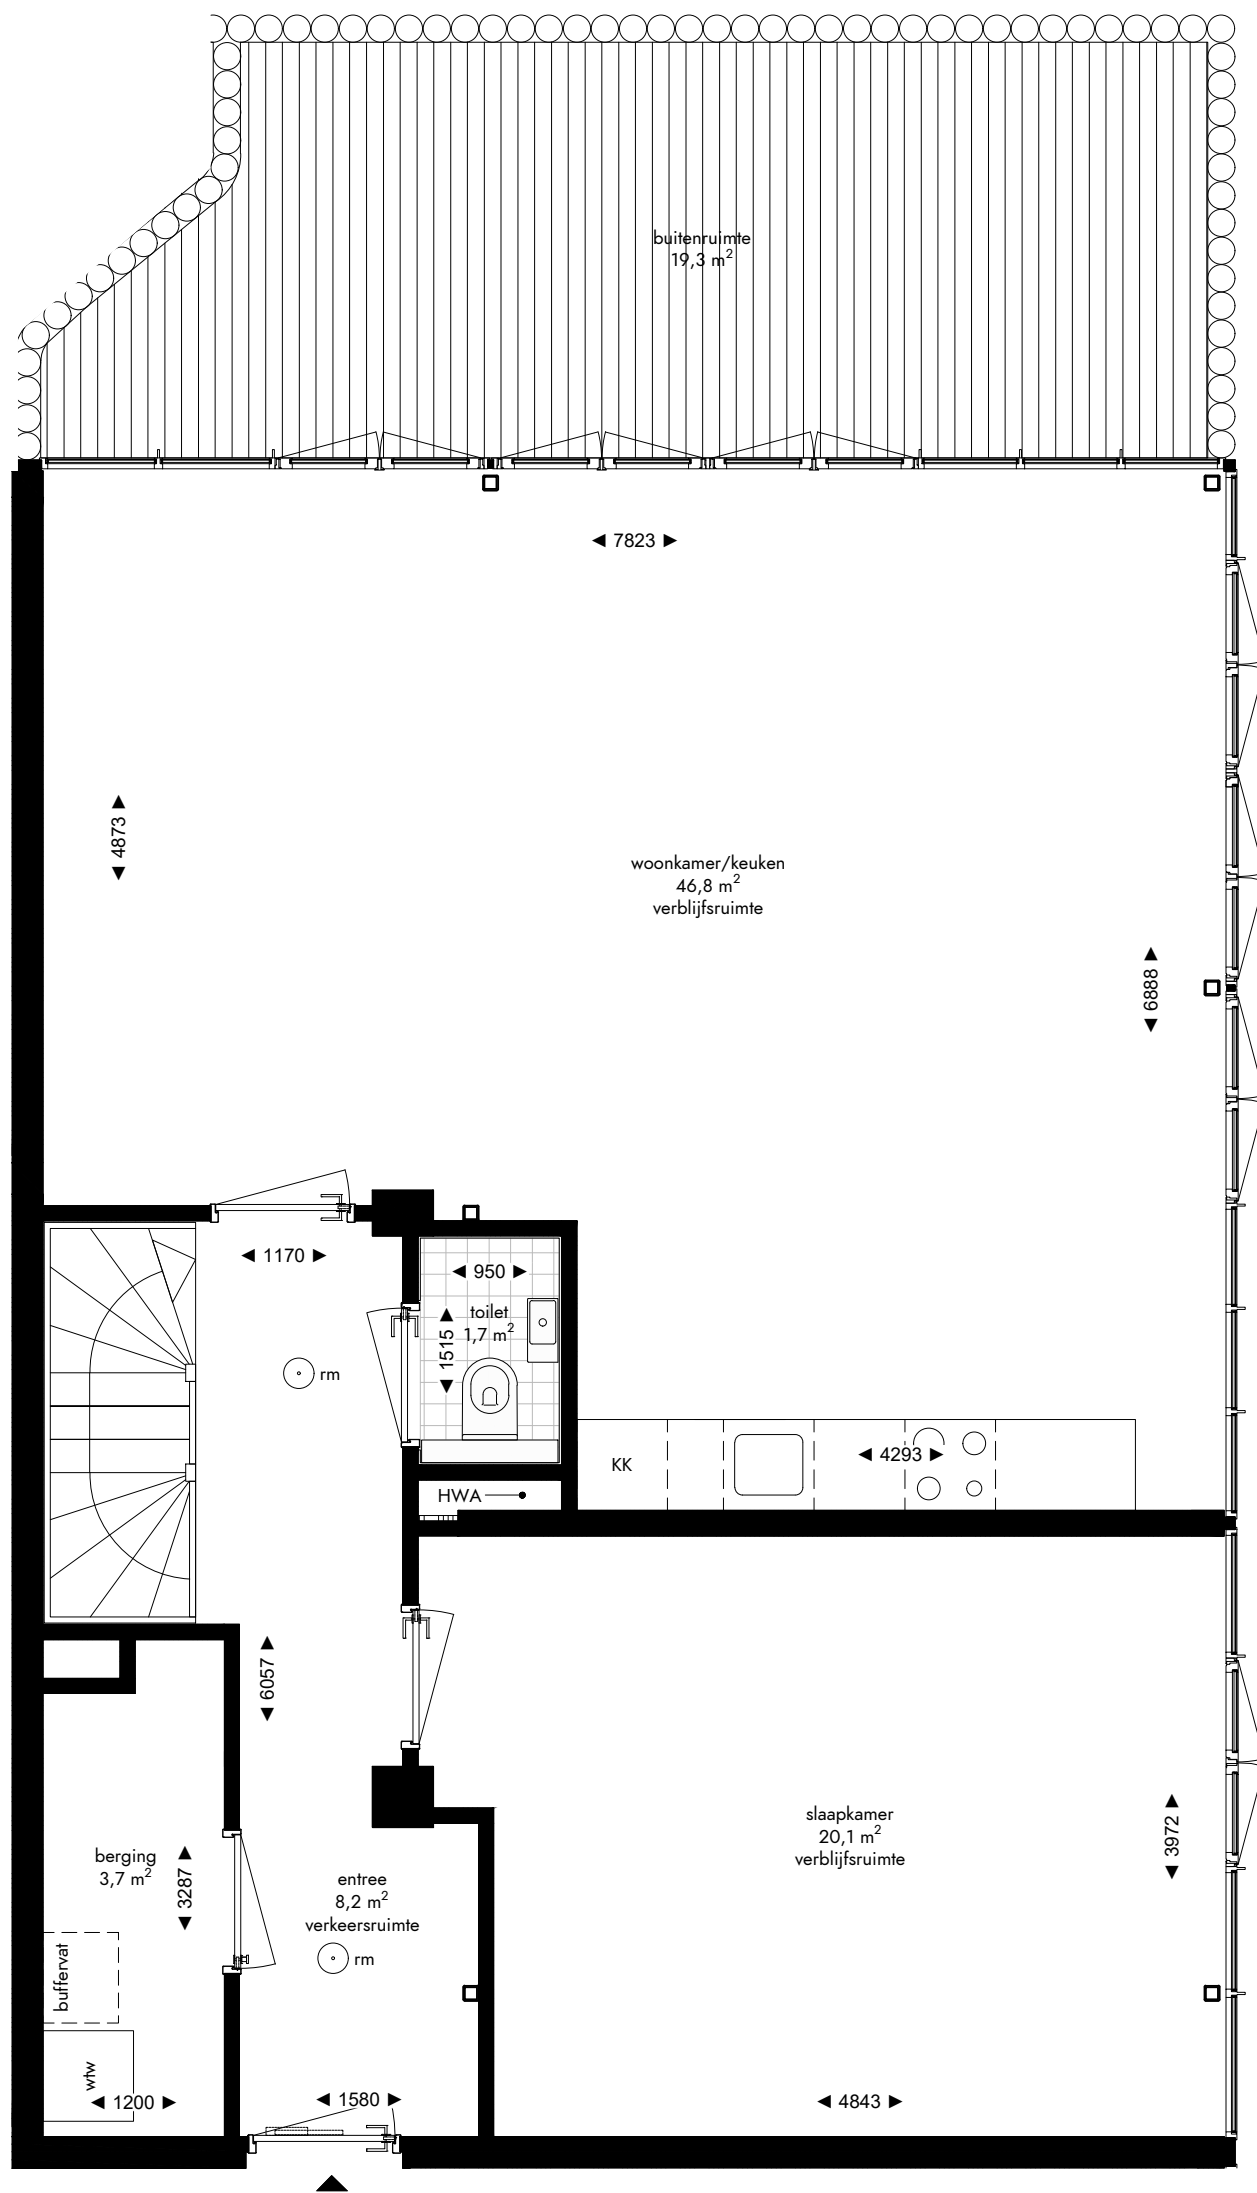 buitenruimte
19,3 m²
7823
4873
woonkamer/keuken
46,8 m²
verblijfsruimte
6888
1170
950
toilet
1,7 m²
1515
rm
KK
4293
HWA
6057
slaapkamer
20,1 m²
verblijfsruimte
3972
berging
3,7 m²
3287
entree
8,2 m²
verkeersruimte
rm
buffervat
wtw
1200
1580
4843